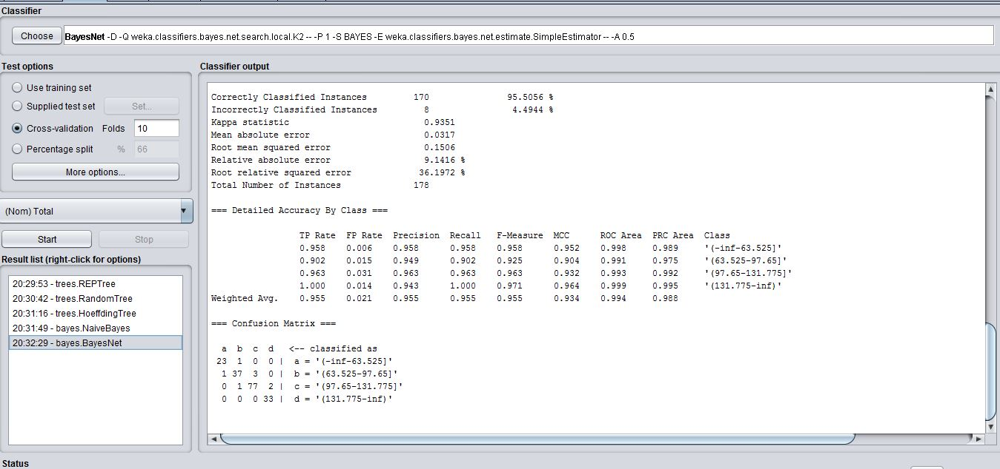 Classifier
Choose BayesNet -D -Q weka.classifiers.bayes.net.search.local.K2 -- -P 1 -S BAYES -E weka.classifiers.bayes.net.estimate.SimpleEstimator -- -A 0.5
Test options
Use training set
Supplied test set Set...
Cross-validation Folds 10
Percentage split % 66
More options...
(Nom) Total
Start Stop
Result list (right-click for options)
20:29:53 - trees.REPTree
20:30:42 - trees.RandomTree
20:31:16 - trees.HoeffdingTree
20:31:49 - bayes.NaiveBayes
20:32:29 - bayes.BayesNet
Classifier output
Correctly Classified Instances 170 95.5056 %
Incorrectly Classified Instances 8 4.4944 %
Kappa statistic 0.9351
Mean absolute error 0.0317
Root mean squared error 0.1506
Relative absolute error 9.1416 %
Root relative squared error 36.1972 %
Total Number of Instances 178
=== Detailed Accuracy By Class ===
TP Rate FP Rate Precision Recall F-Measure MCC ROC Area PRC Area Class
0.958 0.006 0.958 0.958 0.958 0.952 0.998 0.989 '(-inf-63.525]'
0.902 0.015 0.949 0.902 0.925 0.904 0.991 0.975 '(63.525-97.65]'
0.963 0.031 0.963 0.963 0.963 0.932 0.993 0.992 '(97.65-131.775]'
1.000 0.014 0.943 1.000 0.971 0.964 0.999 0.995 '(131.775-inf)'
Weighted Avg. 0.955 0.021 0.955 0.955 0.955 0.934 0.994 0.988
=== Confusion Matrix ===
a b c d <-- classified as
23 1 0 0 | a = '(-inf-63.525]'
1 37 3 0 | b = '(63.525-97.65]'
0 1 77 2 | c = '(97.65-131.775]'
0 0 0 33 | d = '(131.775-inf)'
Status